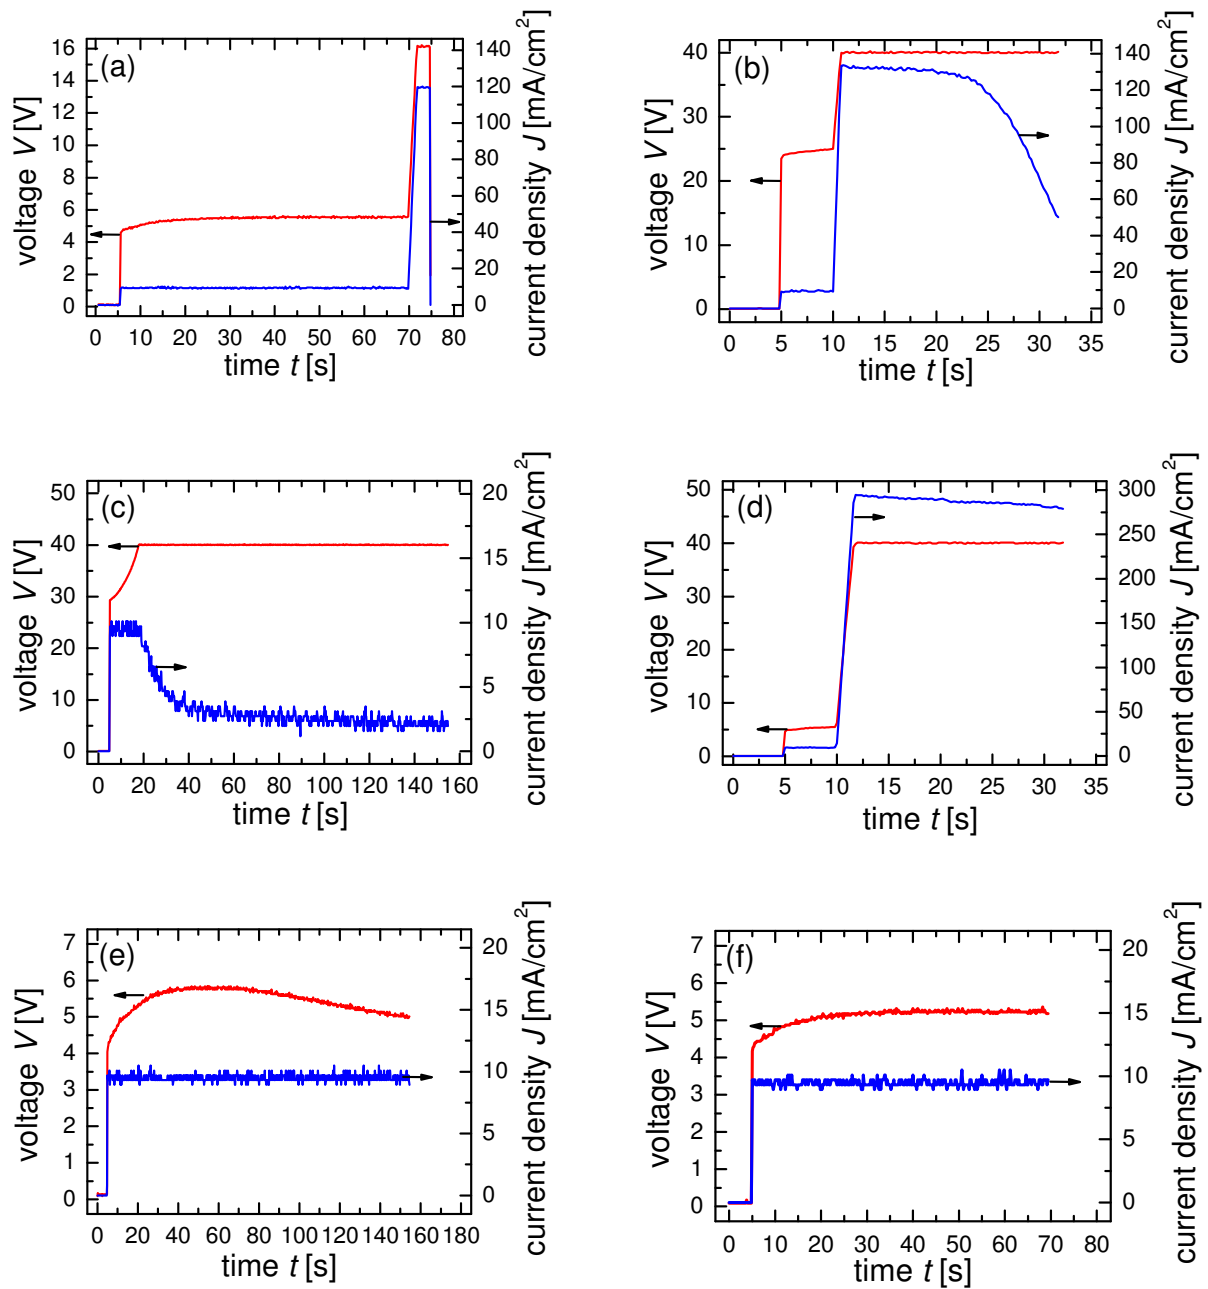 (a)
voltage V [V]
16
14
12
10
8
6
4
2
0
0 10 20 30 40 50 60 70 80
time t [s]
140
120
100
80
60
40
20
0
current density J [mA/cm²]
(b)
voltage V [V]
40
30
20
10
0
0 5 10 15 20 25 30 35
time t [s]
140
120
100
80
60
40
20
0
current density J [mA/cm²]
(c)
voltage V [V]
50
40
30
20
10
0
0 20 40 60 80 100 120 140 160
time t [s]
20
15
10
5
0
current density J [mA/cm²]
(d)
voltage V [V]
50
40
30
20
10
0
0 5 10 15 20 25 30 35
time t [s]
300
250
200
150
100
50
0
current density J [mA/cm²]
(e)
voltage V [V]
7
6
5
4
3
2
1
0
0 20 40 60 80 100 120 140 160 180
time t [s]
20
15
10
5
0
current density J [mA/cm²]
(f)
voltage V [V]
7
6
5
4
3
2
1
0
0 10 20 30 40 50 60 70 80
time t [s]
20
15
10
5
0
current density J [mA/cm²]